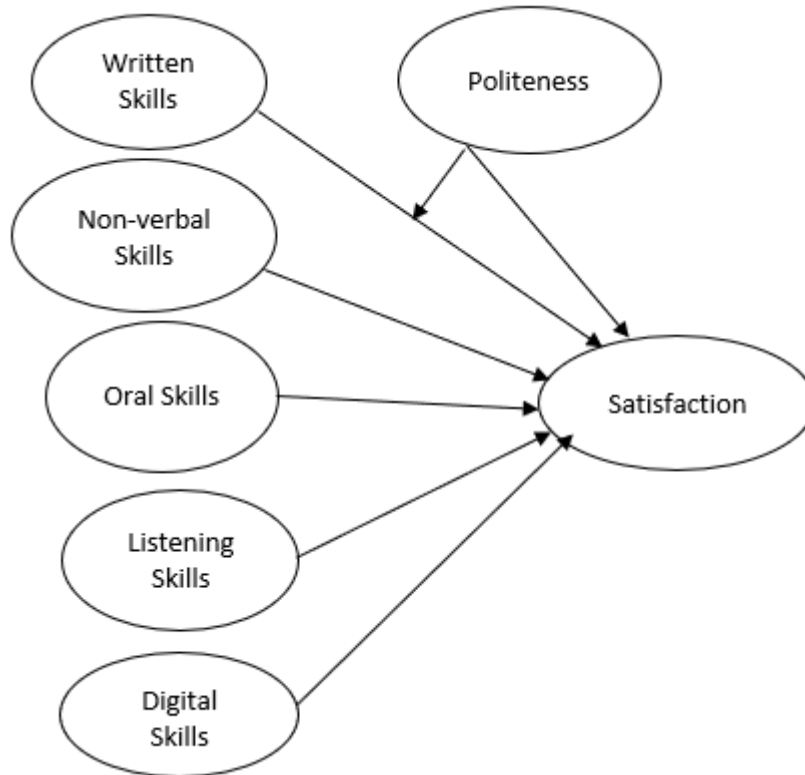 Written
Skills
Politeness
Non-verbal
Skills
Oral Skills
Satisfaction
Listening
Skills
Digital
Skills